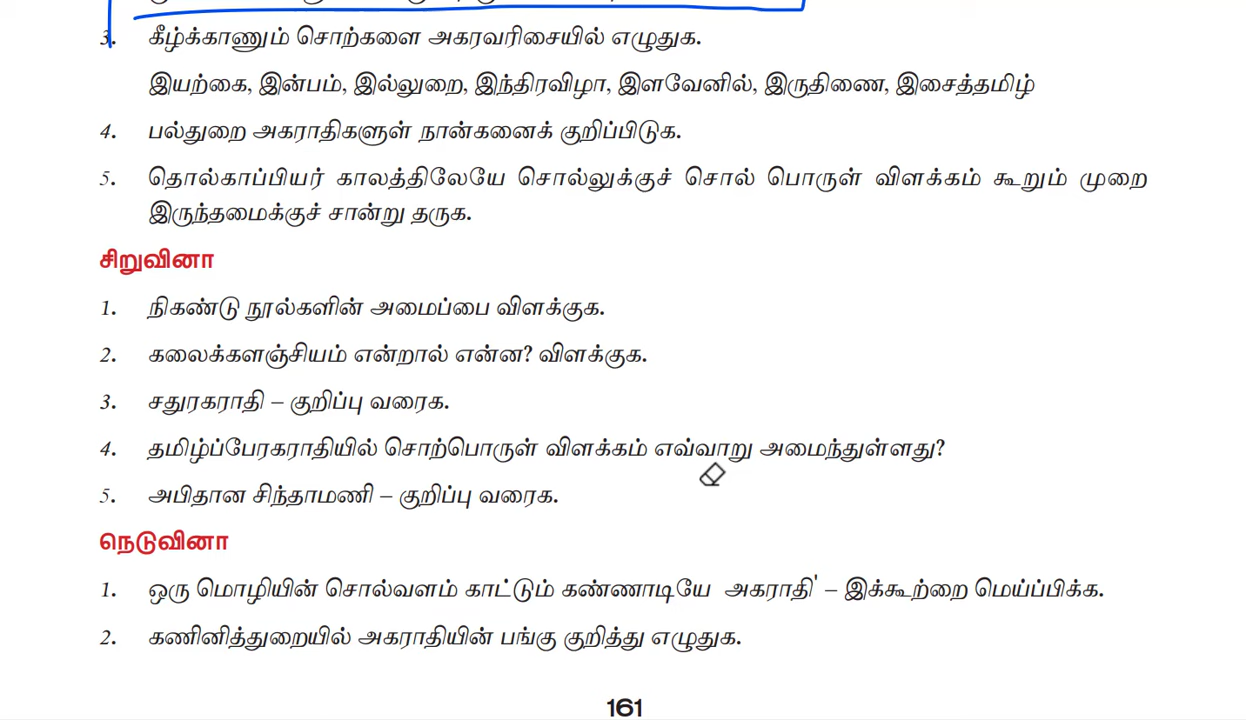 3. கீழ்க்காணும் சொற்களை அகரவரிசையில் எழுதுக.
இயற்கை, இன்பம், இல்லுறை, இந்திரவிழா, இளவேனில், இருதிணை, இசைத்தமிழ்
4. பல்துறை அகராதிகளுள் நான்கனைக் குறிப்பிடுக.
5. தொல்காப்பியர் காலத்திலேயே சொல்லுக்குச் சொல் பொருள் விளக்கம் கூறும் முறை
இருந்தமைக்குச் சான்று தருக.
சிறுவினா
1. நிகண்டு நூல்களின் அமைப்பை விளக்குக.
2. கலைக்களஞ்சியம் என்றால் என்ன? விளக்குக.
3. சதுரகராதி – குறிப்பு வரைக.
4. தமிழ்ப்பேரகராதியில் சொற்பொருள் விளக்கம் எவ்வாறு அமைந்துள்ளது?
5. அபிதான சிந்தாமணி – குறிப்பு வரைக.
நெடுவினா
1. ஒரு மொழியின் சொல்வளம் காட்டும் கண்ணாடியே அகராதி' – இக்கூற்றை மெய்ப்பிக்க.
2. கணினித்துறையில் அகராதியின் பங்கு குறித்து எழுதுக.
161